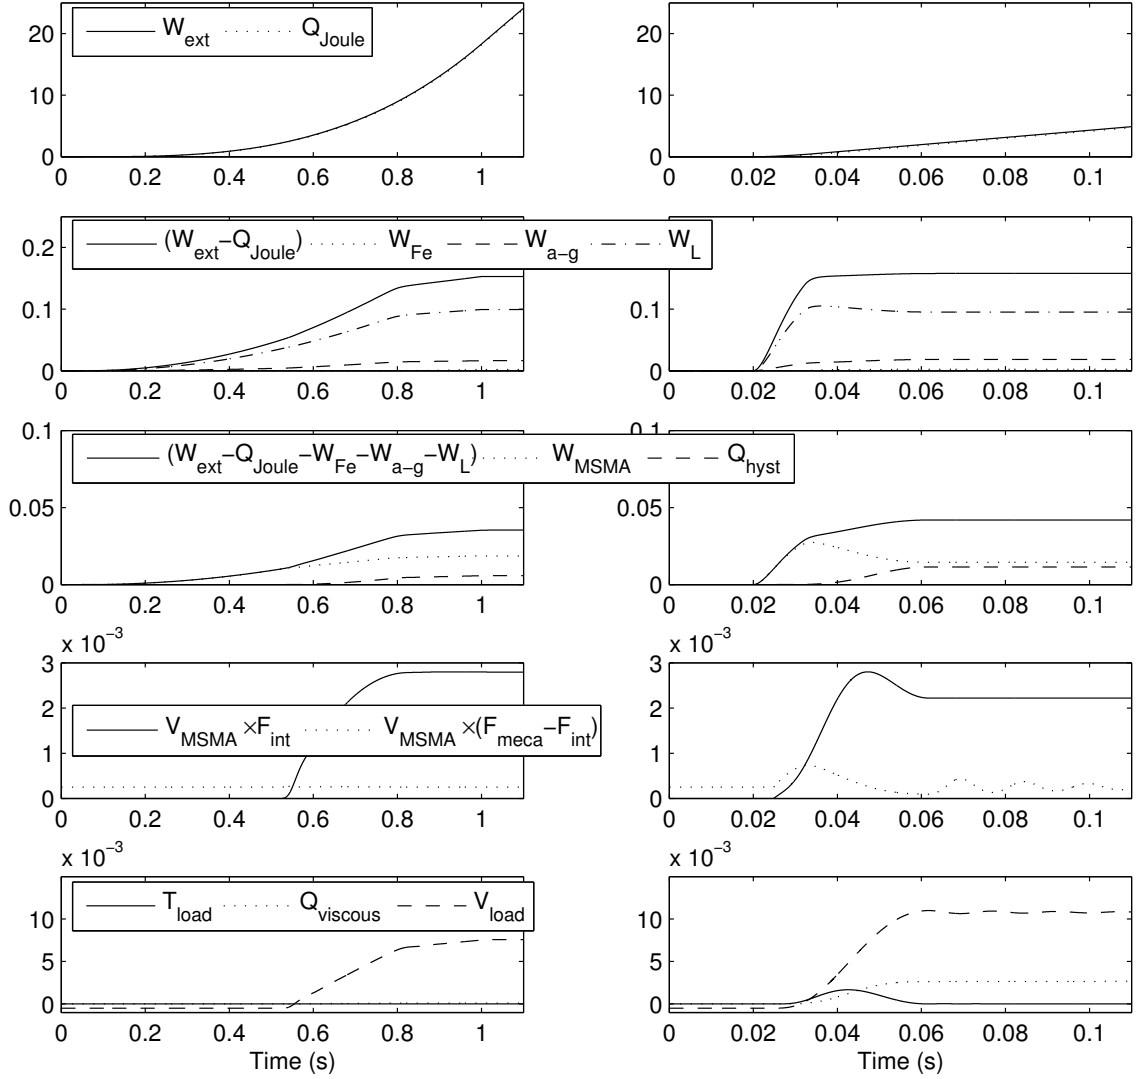 W_ext Q_Joule
20
10
0
0 0.2 0.4 0.6 0.8 1
20
10
0
0 0.02 0.04 0.06 0.08 0.1
(W_ext−Q_Joule) W_Fe W_a−g W_L
0.2
0.1
0
0 0.2 0.4 0.6 0.8 1
0.2
0.1
0
0 0.02 0.04 0.06 0.08 0.1
(W_ext−Q_Joule−W_Fe−W_a−g−W_L) W_MSMA Q_hyst
0.1
0.05
0
0 0.2 0.4 0.6 0.8 1
0.1
0.05
0
0 0.02 0.04 0.06 0.08 0.1
x 10^−3
V_MSMA ×F_int V_MSMA ×(F_meca−F_int)
3
2
1
0
0 0.2 0.4 0.6 0.8 1
x 10^−3
3
2
1
0
0 0.02 0.04 0.06 0.08 0.1
x 10^−3
T_load Q_viscous V_load
10
5
0
0 0.2 0.4 0.6 0.8 1
Time (s)
x 10^−3
10
5
0
0 0.02 0.04 0.06 0.08 0.1
Time (s)